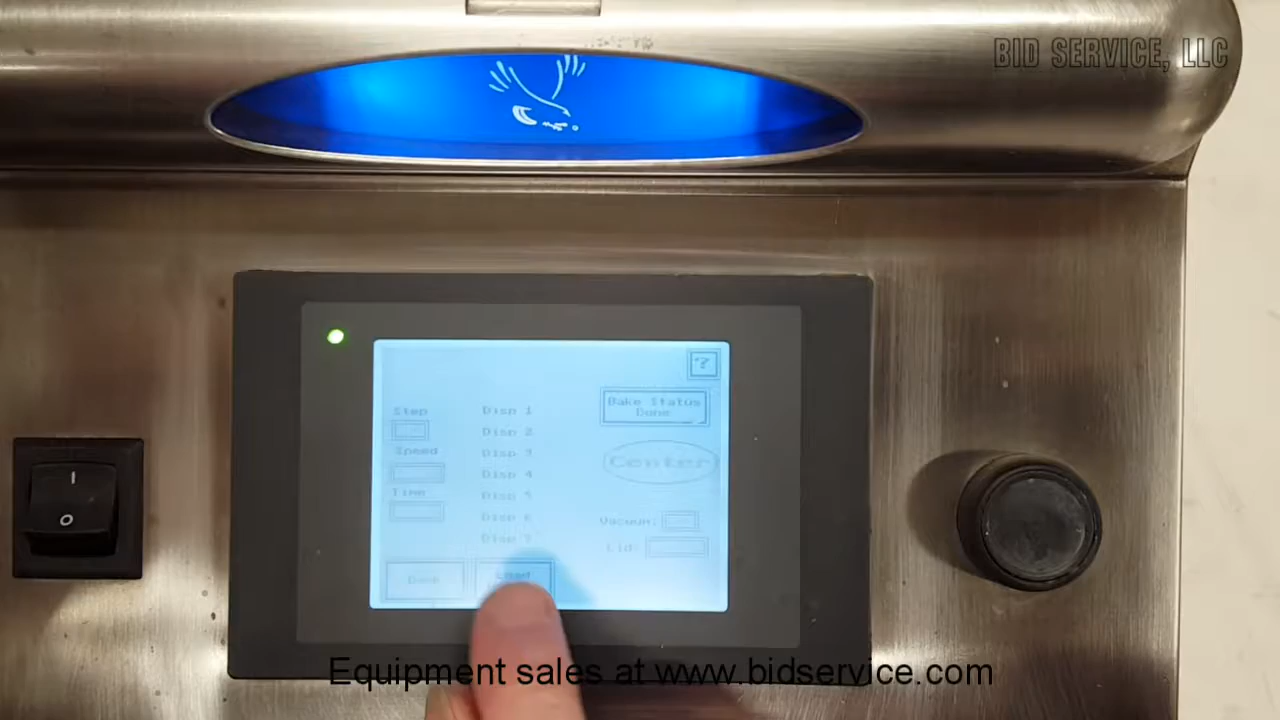 BID SERVICE, LLC
?
Bake Status
Done
Step
Disp 1
Disp 2
Speed
Disp 3
Center
Disp 4
Time
Disp 5
Disp 6
Vacuum:
Disp 7
Lid:
Load
Equipment sales at www.bidservice.com